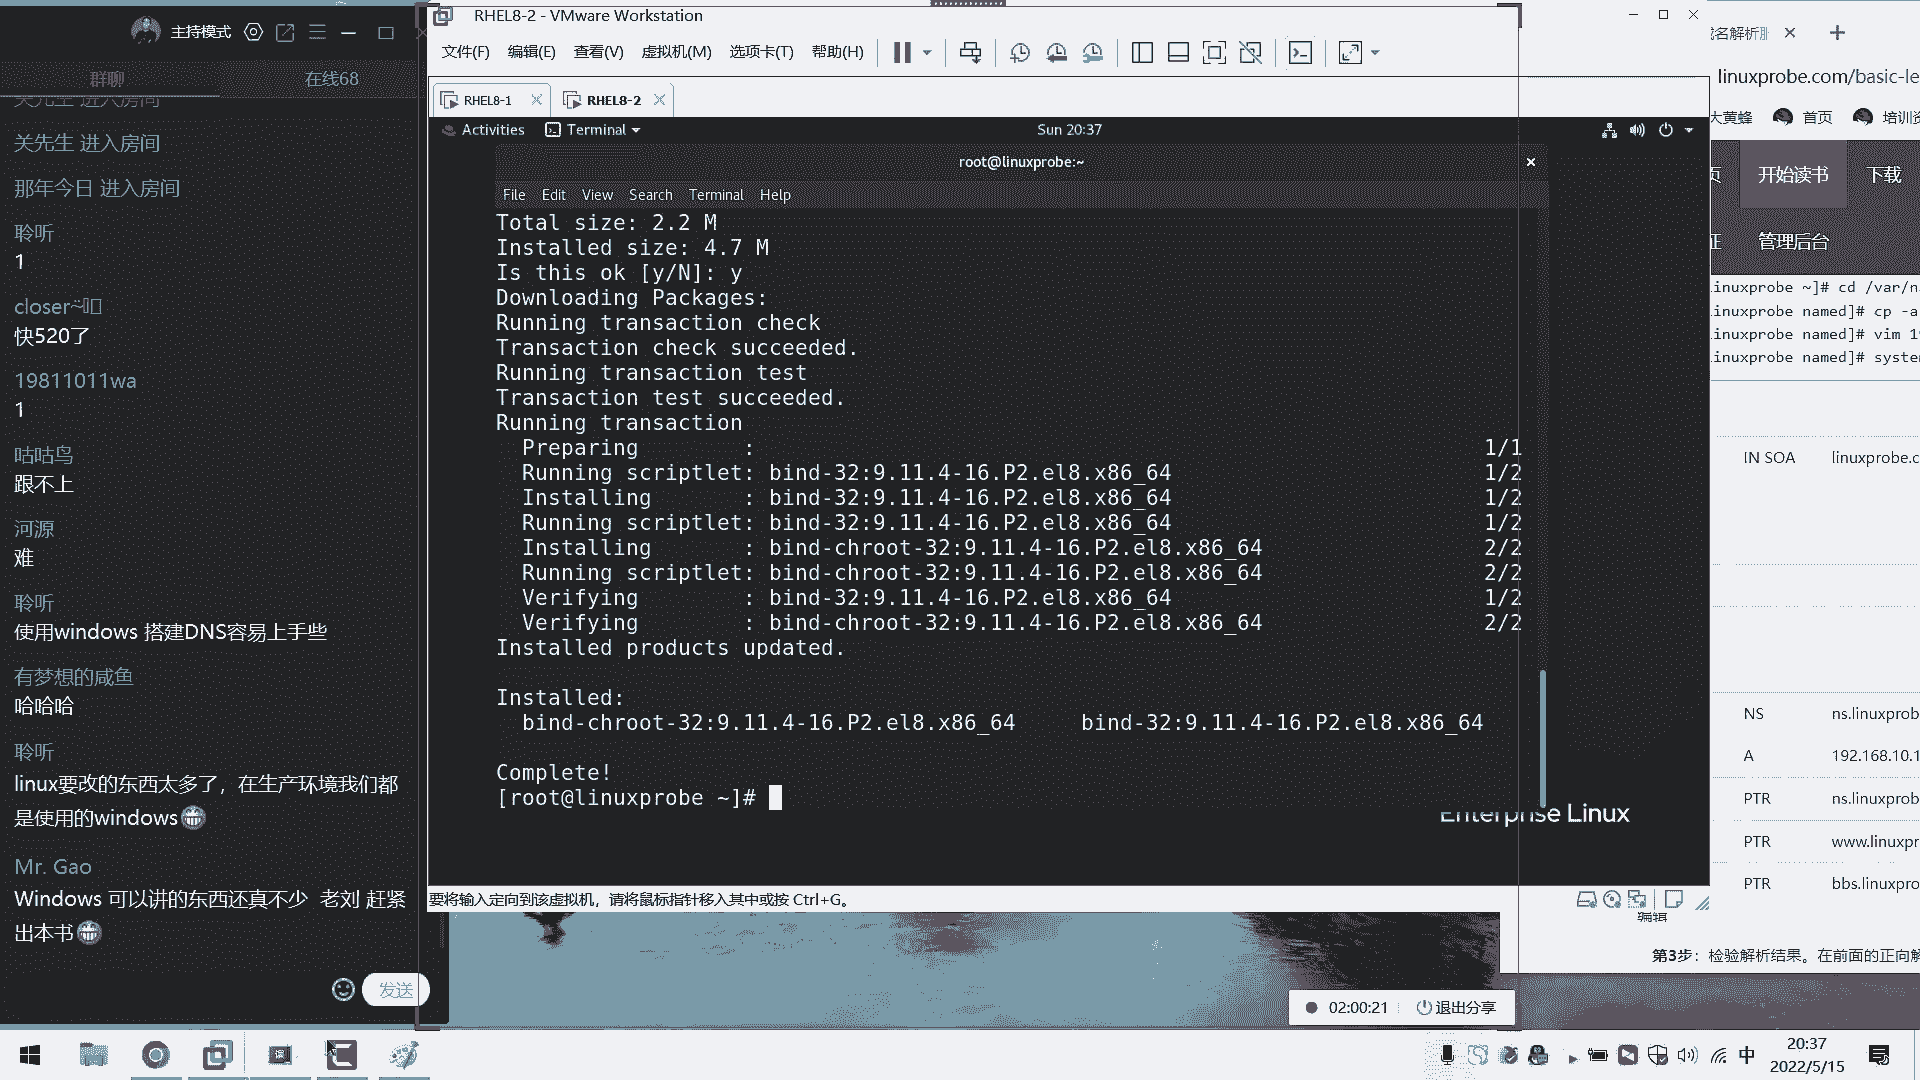 主持模式
群聊
在线68
关先生 进入房间
关先生 进入房间
那年今日 进入房间
聆听
1
closer~
快520了
19811011wa
1
咕咕鸟
跟不上
河源
难
聆听
使用windows 搭建DNS容易上手些
有梦想的咸鱼
哈哈哈
聆听
linux要改的东西太多了，在生产环境我们都
是使用的windows
Mr. Gao
Windows 可以讲的东西还真不少 老刘 赶紧
出本书
发送
RHEL8-2 - VMware Workstation
文件(F) 编辑(E) 查看(V) 虚拟机(M) 选项卡(T) 帮助(H)
RHEL8-1
RHEL8-2
Activities
Terminal
Sun 20:37
root@linuxprobe:~
File Edit View Search Terminal Help
Total size: 2.2 M
Installed size: 4.7 M
Is this ok [y/N]: y
Downloading Packages:
Running transaction check
Transaction check succeeded.
Running transaction test
Transaction test succeeded.
Running transaction
Preparing : 1/1
Running scriptlet: bind-32:9.11.4-16.P2.el8.x86_64 1/2
Installing : bind-32:9.11.4-16.P2.el8.x86_64 1/2
Running scriptlet: bind-32:9.11.4-16.P2.el8.x86_64 1/2
Installing : bind-chroot-32:9.11.4-16.P2.el8.x86_64 2/2
Running scriptlet: bind-chroot-32:9.11.4-16.P2.el8.x86_64 2/2
Verifying : bind-32:9.11.4-16.P2.el8.x86_64 1/2
Verifying : bind-chroot-32:9.11.4-16.P2.el8.x86_64 2/2
Installed products updated.
Installed:
bind-chroot-32:9.11.4-16.P2.el8.x86_64 bind-32:9.11.4-16.P2.el8.x86_64
Complete!
[root@linuxprobe ~]#
Enterprise Linux
要将输入定向到该虚拟机，请将鼠标指针移入其中或按 Ctrl+G。
02:00:21
退出分享
名解析
linuxprobe.com/basic-le
大黄蜂
首页
培训
开始读书
下载
管理后台
inuxprobe ~]# cd /var/n
inuxprobe named]# cp -a
inuxprobe named]# vim 1
inuxprobe named]# system
IN SOA linuxprobe.c
NS ns.linuxprob
A 192.168.10.1
PTR ns.linuxprob
PTR www.linuxpr
PTR bbs.linuxpro
编辑
第3步：检验解析结果。在前面的正向解
中
20:37
2022/5/15